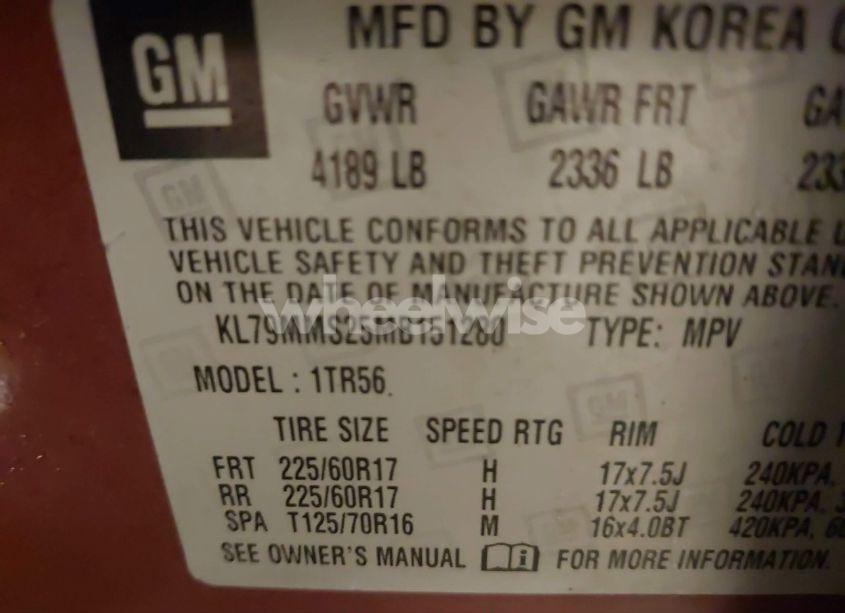 GM
MFD BY GM KOREA
GVWR GAWR FRT
4189 LB 2336 LB
THIS VEHICLE CONFORMS TO ALL APPLICABLE
VEHICLE SAFETY AND THEFT PREVENTION
ON THE DATE OF MANUFACTURE SHOWN ABOVE.
wheelwise
KL79MMS25MB151280 TYPE: MPV
MODEL : 1TR56
TIRE SIZE SPEED RTG RIM COLD
FRT 225/60R17 H 17x7.5J 240KPA,
RR 225/60R17 H 17x7.5J 240KPA,
SPA T125/70R16 M 16x4.0BT 420KPA,
SEE OWNER'S MANUAL FOR MORE INFORMATION.